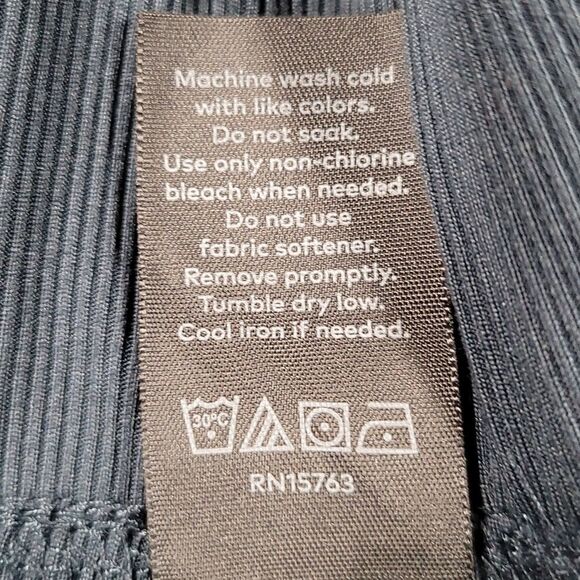 Machine wash cold
with like colors.
Do not soak.
Use only non-chlorine
bleach when needed.
Do not use
fabric softener.
Remove promptly.
Tumble dry low.
Cool iron if needed.
30°C
RN15763